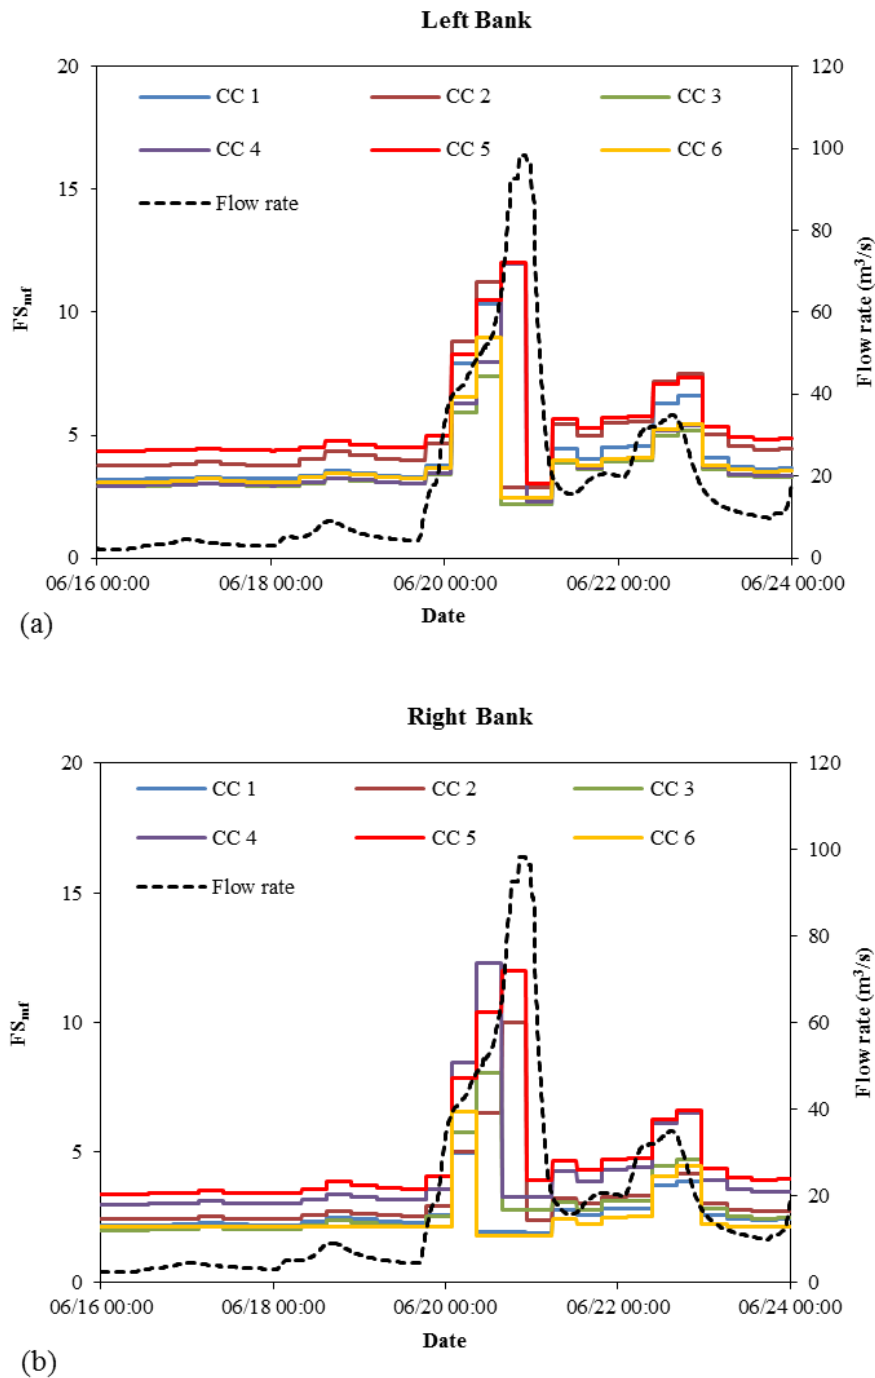 Left Bank
20 120
CC 1 CC 2 CC 3
CC 4 CC 5 CC 6
Flow rate
15 100
80
10 60
40
5 20
0 0
FSmf
Flow rate (m³/s)
06/16 00:00 06/18 00:00 06/20 00:00 06/22 00:00 06/24 00:00
Date
(a)
Right Bank
20 120
CC 1 CC 2 CC 3
CC 4 CC 5 CC 6
Flow rate
15 100
80
10 60
40
5 20
0 0
FSmf
Flow rate (m³/s)
06/16 00:00 06/18 00:00 06/20 00:00 06/22 00:00 06/24 00:00
Date
(b)